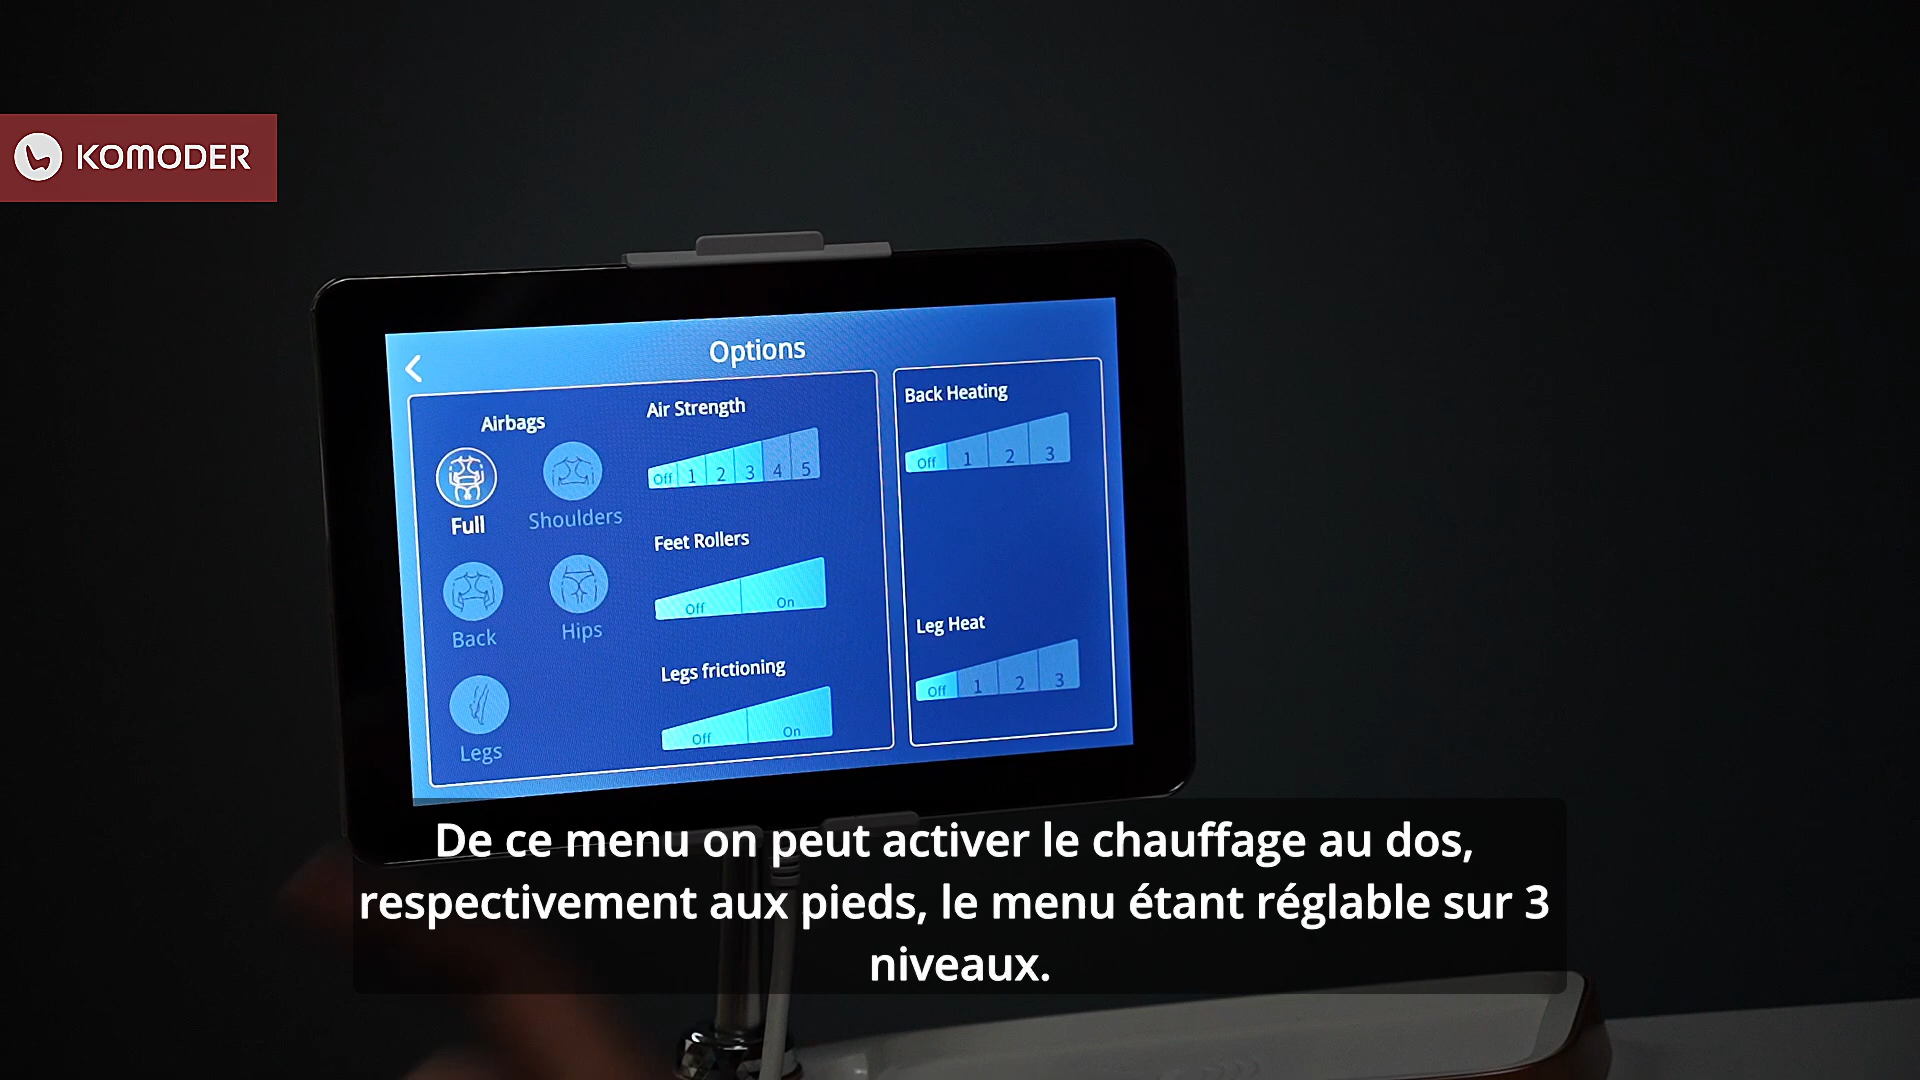 KOMODER
Options
Airbags
Full
Shoulders
Back
Hips
Legs
Air Strength
Off 1 2 3 4 5
Feet Rollers
Off On
Legs frictioning
Off On
Back Heating
Off 1 2 3
Leg Heat
Off 1 2 3
De ce menu on peut activer le chauffage au dos,
respectivement aux pieds, le menu étant réglable sur 3
niveaux.